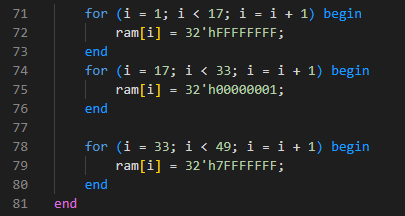 71 for (i = 1; i < 17; i = i + 1) begin
72 ram[i] = 32'hFFFFFFFF;
73 end
74 for (i = 17; i < 33; i = i + 1) begin
75 ram[i] = 32'h00000001;
76 end
77
78 for (i = 33; i < 49; i = i + 1) begin
79 ram[i] = 32'h7FFFFFFF;
80 end
81 end